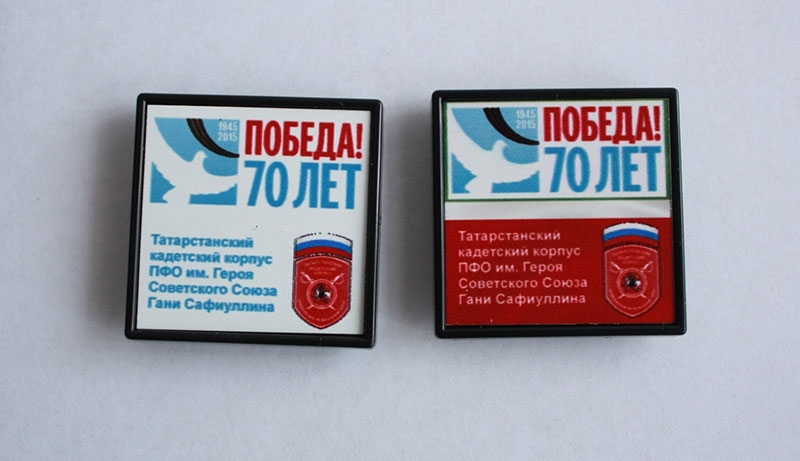 1945
2015
ПОБЕДА!
70 ЛЕТ
Татарстанский
кадетский корпус
ПФО им. Героя
Советского Союза
Гани Сафиуллина
1945
2015
ПОБЕДА!
70 ЛЕТ
Татарстанский
кадетский корпус
ПФО им. Героя
Советского Союза
Гани Сафиуллина